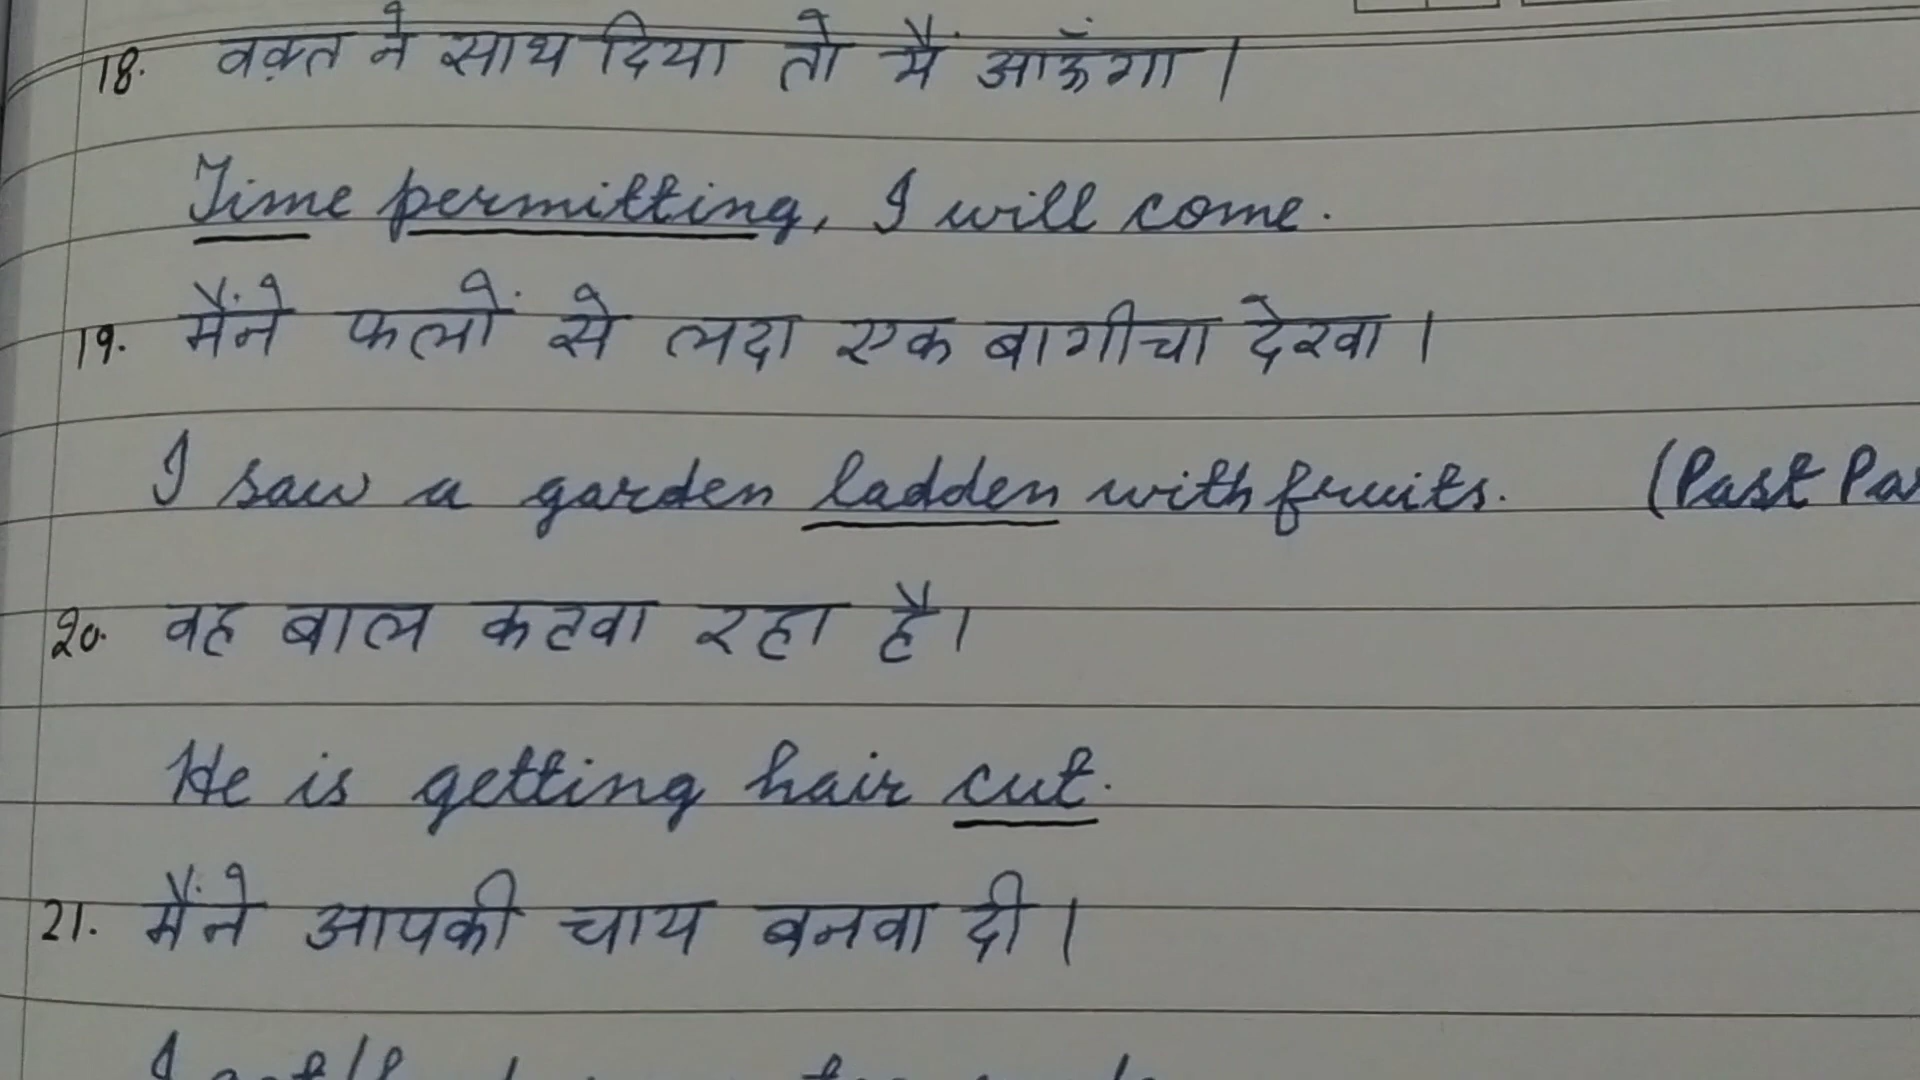 18. वक़्त ने साथ दिया तो मैं आऊँगा।
Time permitting, I will come.
19. मैंने फलों से लदा एक बागीचा देखा।
I saw a garden ladden with fruits. (Past
20. वह बाल कटवा रहा है।
He is getting hair cut.
21. मैंने आपकी चाय बनवा दी।